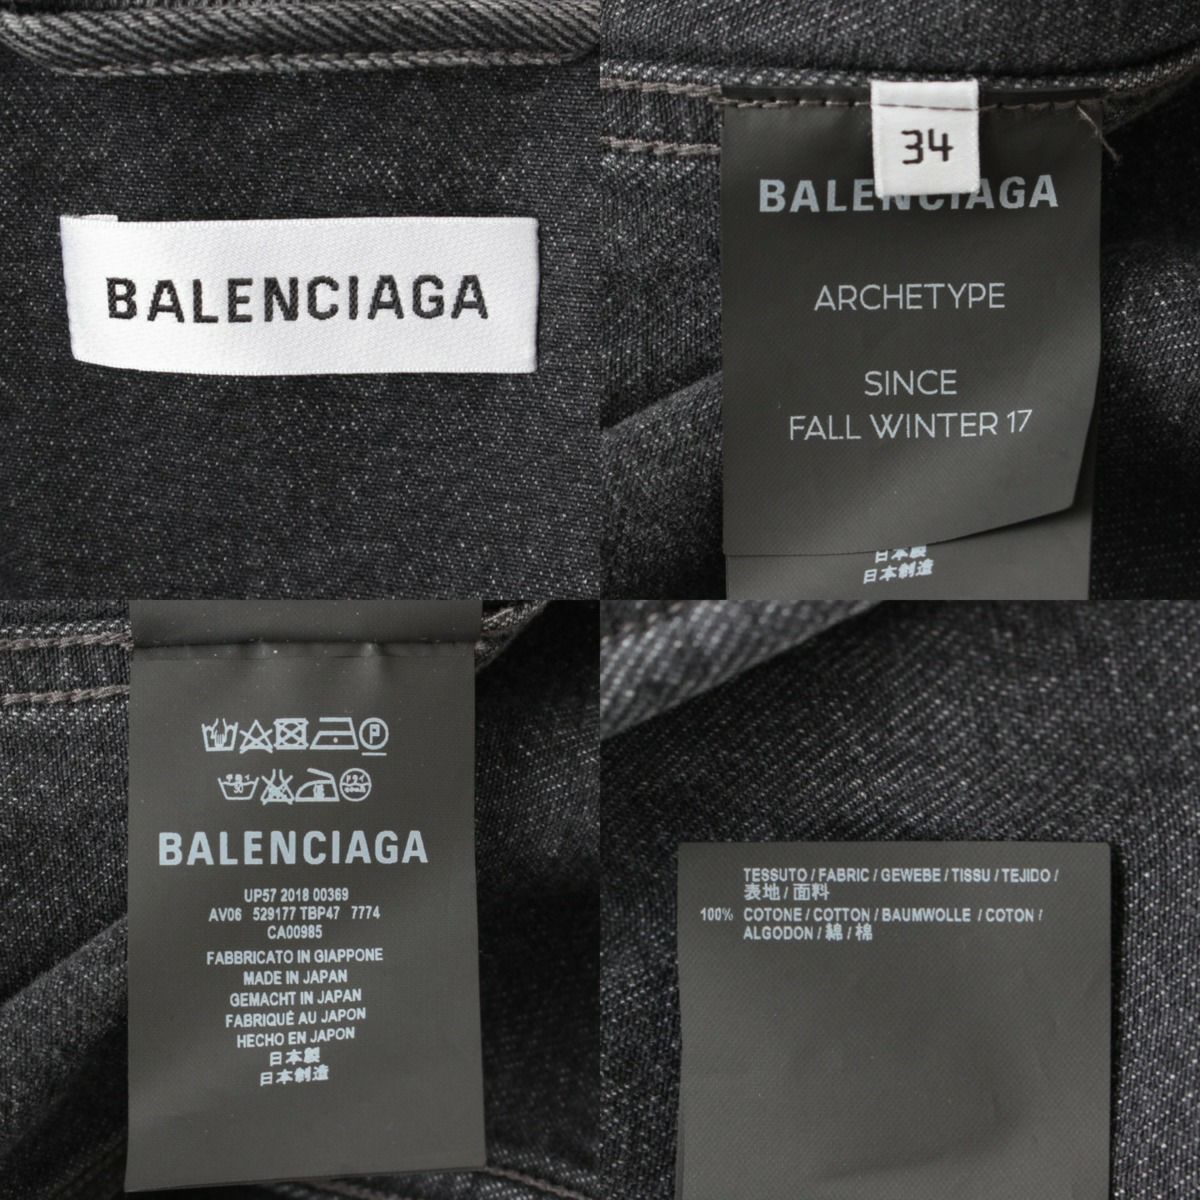 BALENCIAGA
34
BALENCIAGA
ARCHETYPE
SINCE
FALL WINTER 17
日本製
日本制造
BALENCIAGA
UP57 2018 00369
AV06 529177 TBP47 7774
CA00985
FABBRICATO IN GIAPPONE
MADE IN JAPAN
GEMACHT IN JAPAN
FABRIQUÉ AU JAPON
HECHO EN JAPON
日本製
日本制造
TESSUTO / FABRIC / GEWEBE / TISSU / TEJIDO /
表地 / 面料
100% COTONE / COTTON / BAUMWOLLE / COTON /
ALGODON / 綿 / 棉